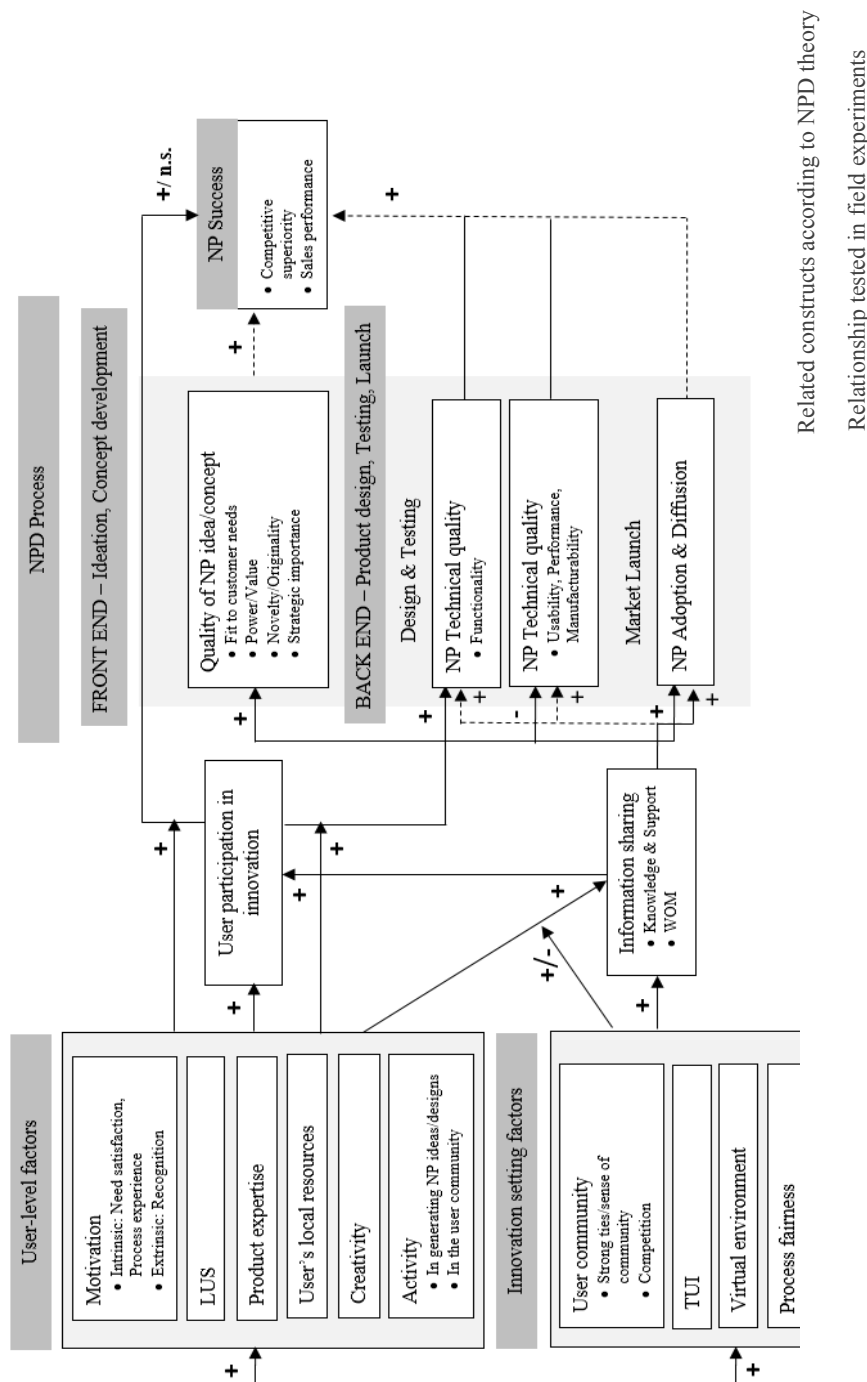 User-level factors
Motivation
• Intrinsic: Need satisfaction,
Process experience
• Extrinsic: Recognition
LUS
Product expertise
User's local resources
Creativity
Activity
• In generating NP ideas/designs
• In the user community
+
Innovation setting factors
User community
• Strong ties/sense of
community
• Competition
TUI
Virtual environment
Process fairness
+
+
+
+
User participation in
innovation
+
+
+/-
+
Information sharing
• Knowledge & Support
• WOM
NPD Process
FRONT END – Ideation, Concept development
+
Quality of NP idea/concept
• Fit to customer needs
• Power/Value
• Novelty/Originality
• Strategic importance
BACK END – Product design, Testing, Launch
Design & Testing
+
+
NP Technical quality
• Functionality
-
+
NP Technical quality
• Usability, Performance,
Manufacturability
Market Launch
+
+
NP Adoption & Diffusion
+/ n.s.
NP Success
• Competitive
superiority
• Sales performance
+
+
Related constructs according to NPD theory
Relationship tested in field experiments